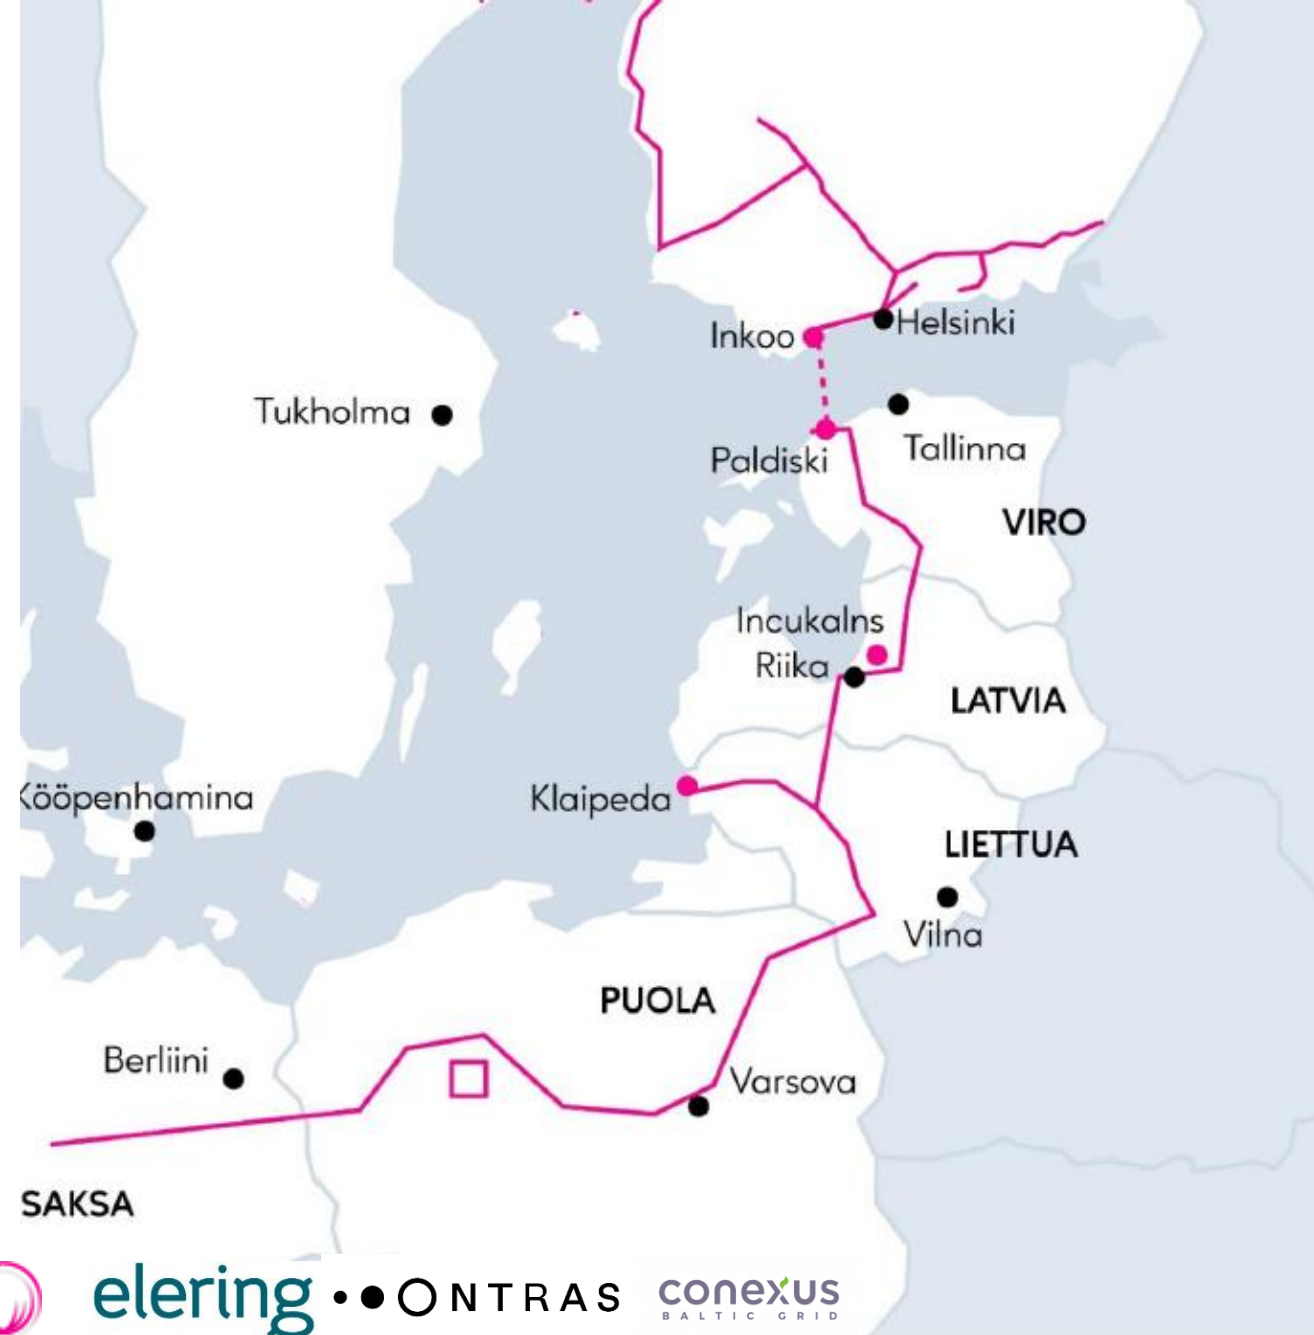 Inkoo
Helsinki
Tukholma
Tallinna
Paldiski
VIRO
Incukalns
Riika
LATVIA
Kööpenhamina
Klaipeda
LIETTUA
Vilna
PUOLA
Berliini
Varsova
SAKSA
elering
ONTRAS
conexus
BALTIC GRID